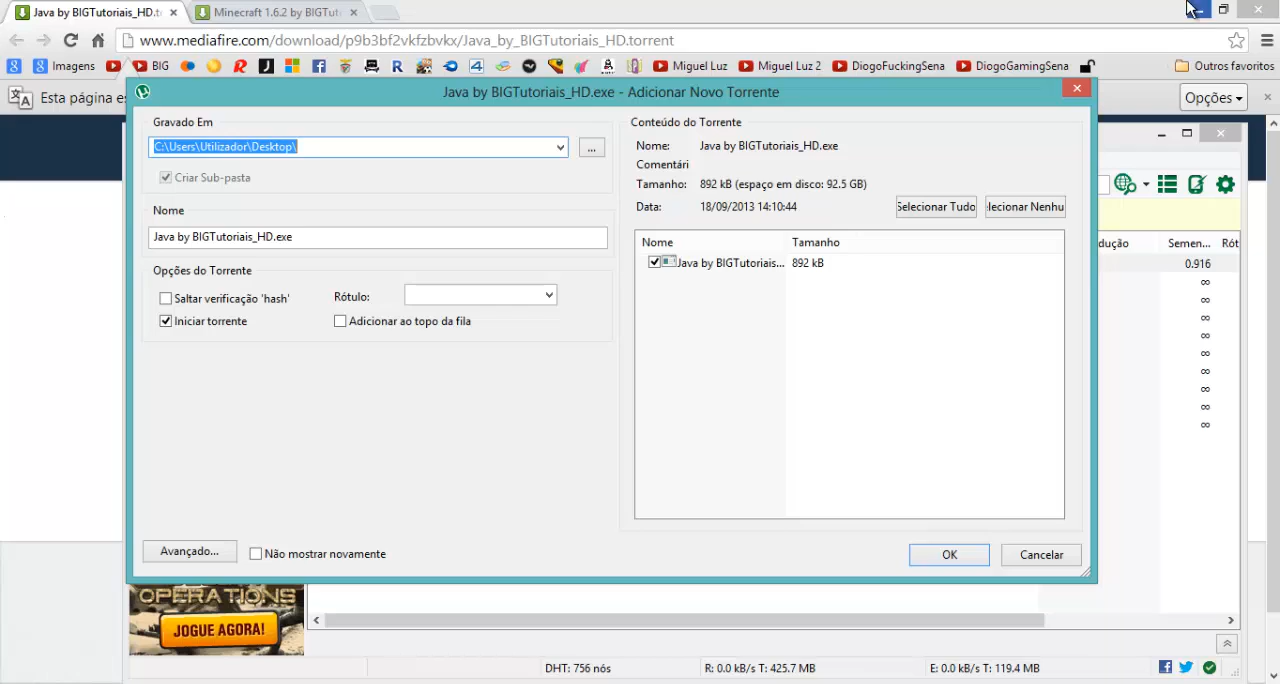 Java by BIGTutoriais_HD.t
Minecraft 1.6.2 by BIGTut
www.mediafire.com/download/p9b3bf2vkfzbvkx/Java_by_BIGTutoriais_HD.torrent
Imagens
BIG
Miguel Luz
Miguel Luz 2
DiogoFuckingSena
DiogoGamingSena
Outros favoritos
Esta página e
Opções
Java by BIGTutoriais_HD.exe - Adicionar Novo Torrente
Gravado Em
C:\Users\Utilizador\Desktop\
...
Criar Sub-pasta
Nome
Java by BIGTutoriais_HD.exe
Opções do Torrente
Saltar verificação 'hash'
Rótulo:
Iniciar torrente
Adicionar ao topo da fila
Avançado...
Não mostrar novamente
Conteúdo do Torrente
Nome: Java by BIGTutoriais_HD.exe
Comentári
Tamanho: 892 kB (espaço em disco: 92.5 GB)
Data: 18/09/2013 14:10:44
Selecionar Tudo
elecionar Nenhu
Nome Tamanho
Java by BIGTutoriais... 892 kB
OK
Cancelar
dução Semen... Rót
0.916
∞
∞
∞
∞
∞
∞
∞
∞
∞
OPERATIONS
JOGUE AGORA!
DHT: 756 nós
R: 0.0 kB/s T: 425.7 MB
E: 0.0 kB/s T: 119.4 MB